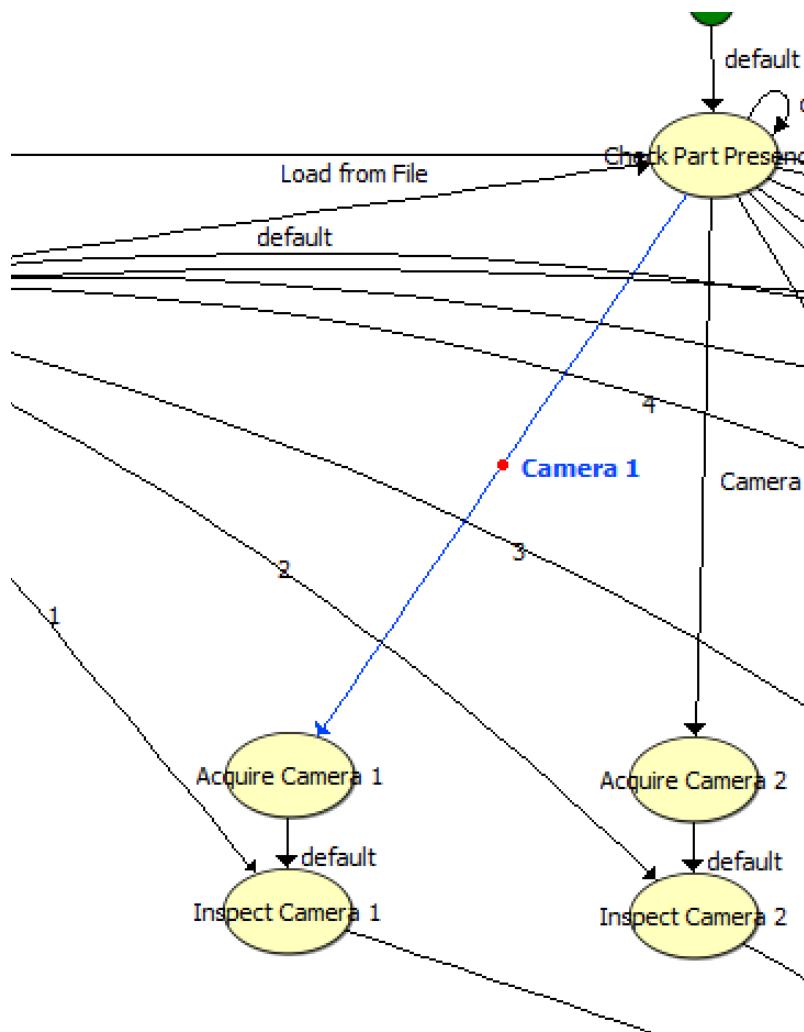 default
Check Part Presenc
Load from File
default
4
Camera 1
Camera
3
2
1
Acquire Camera 1
Acquire Camera 2
default
default
Inspect Camera 1
Inspect Camera 2